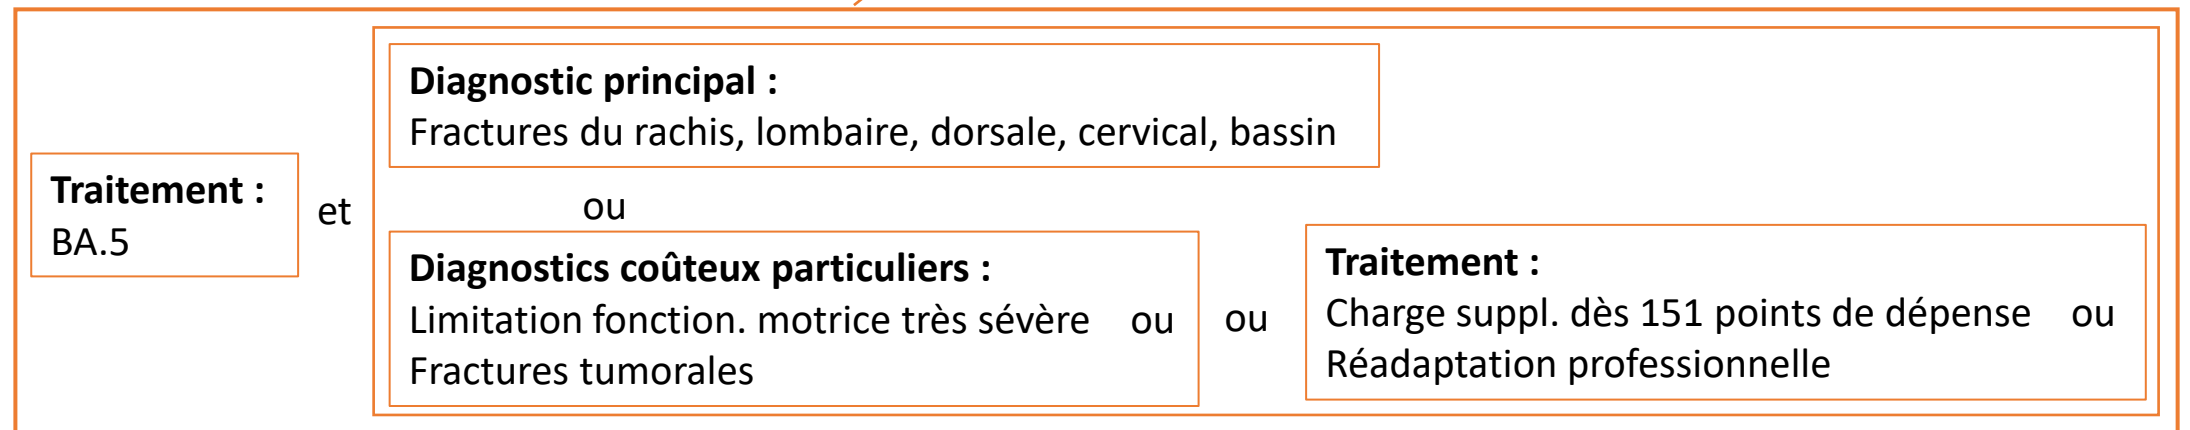 Diagnostic principal :
Fractures du rachis, lombaire, dorsale, cervical, bassin
Traitement :
BA.5
et
ou
Diagnostics coûteux particuliers :
Limitation fonction. motrice très sévère ou
Fractures tumorales
ou
Traitement :
Charge suppl. dès 151 points de dépense ou
Réadaptation professionnelle